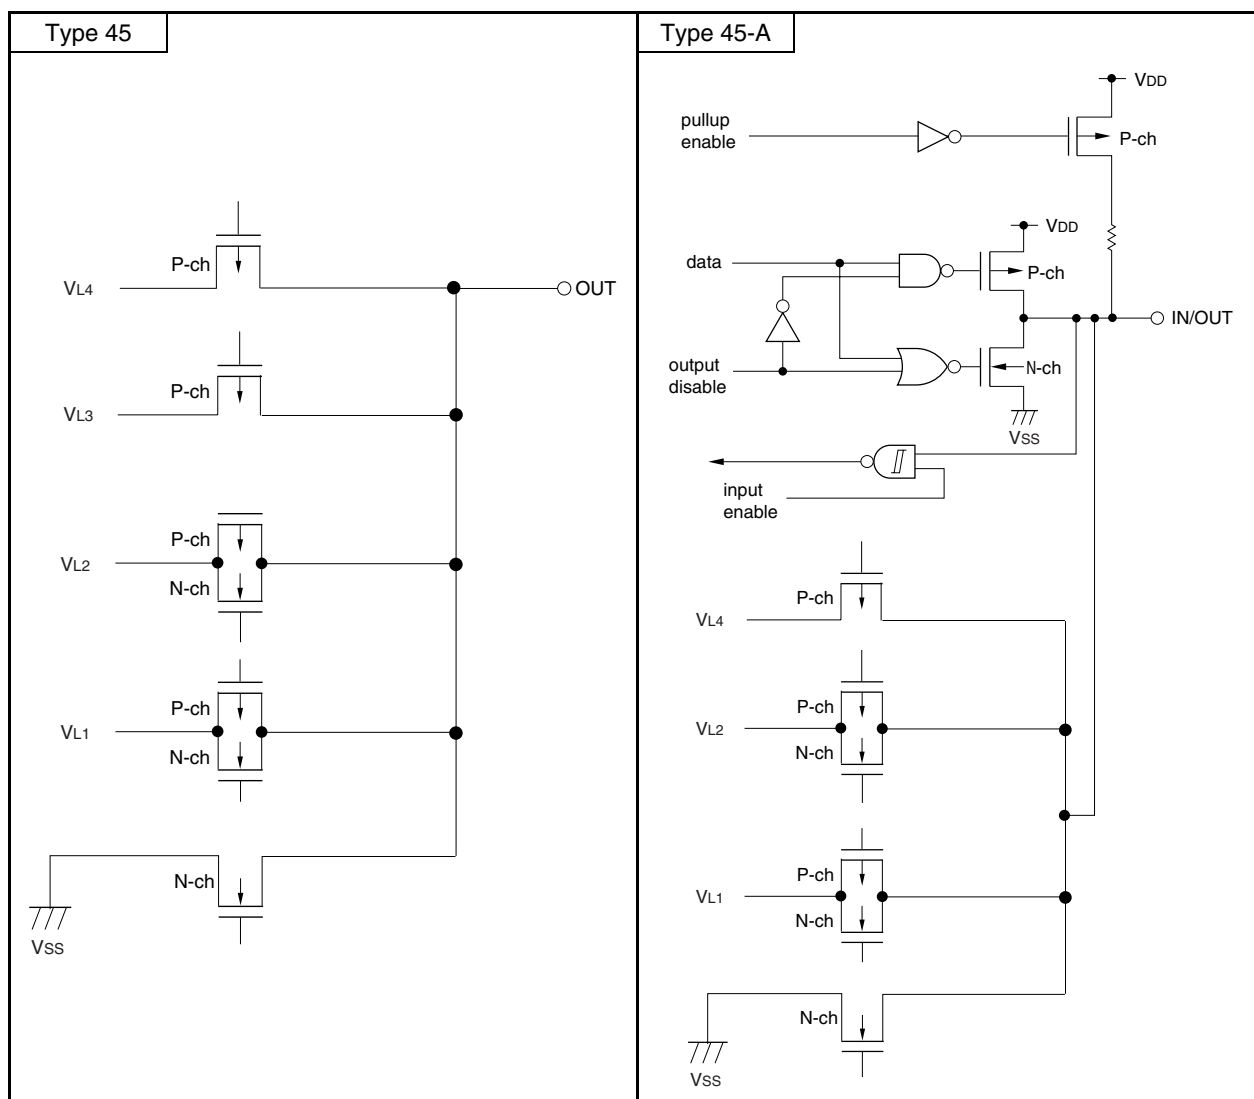 Type 45
P-ch
VL4
OUT
P-ch
VL3
P-ch
VL2
N-ch
P-ch
VL1
N-ch
N-ch
VSS
Type 45-A
VDD
pullup
enable
P-ch
VDD
data
P-ch
IN/OUT
output
disable
N-ch
VSS
input
enable
P-ch
VL4
P-ch
VL2
N-ch
P-ch
VL1
N-ch
N-ch
VSS